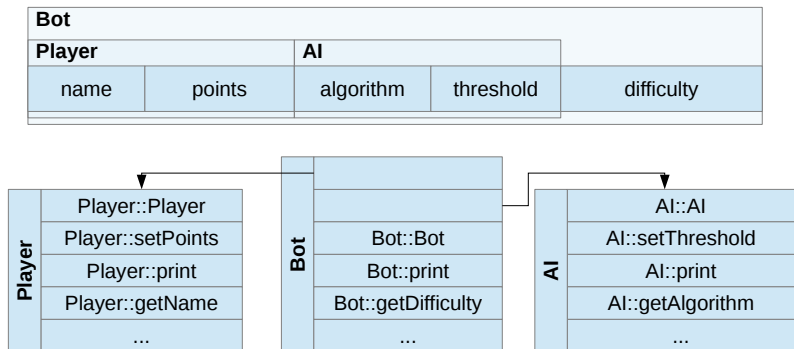 Bot
Player AI
name points algorithm threshold difficulty
Player
Player::Player
Player::setPoints
Player::print
Player::getName
...
Bot
Bot::Bot
Bot::print
Bot::getDifficulty
...
AI
AI::AI
AI::setThreshold
AI::print
AI::getAlgorithm
...